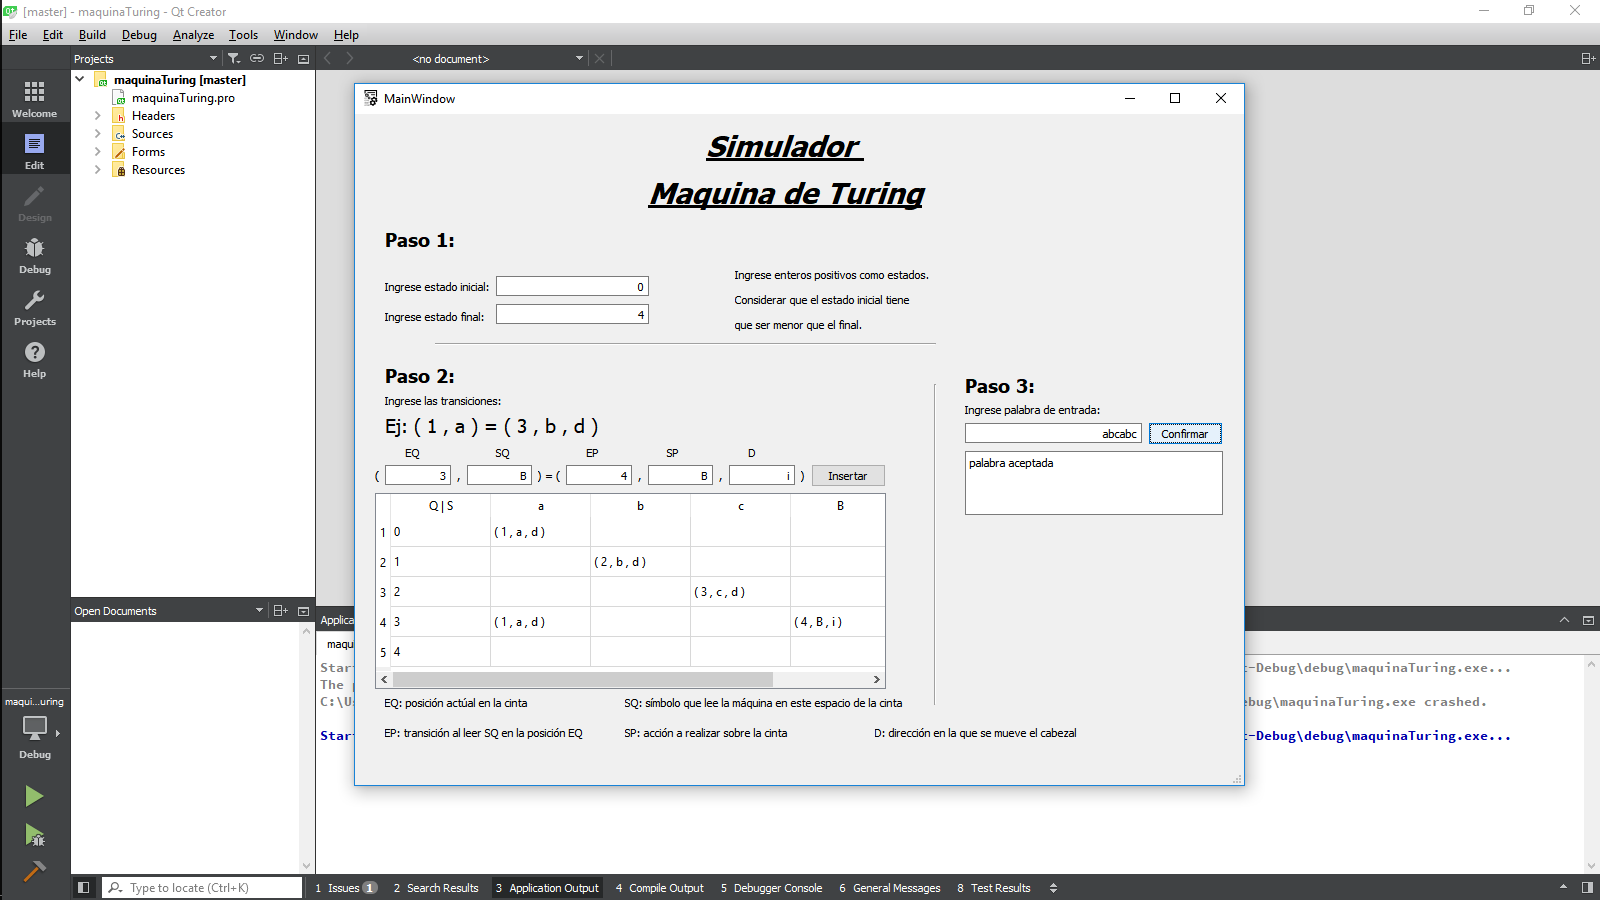 [master] - maquinaTuring - Qt Creator
File Edit Build Debug Analyze Tools Window Help
Projects
<no document>
Welcome
Edit
Design
Debug
Projects
Help
maquinaTuring [master]
maquinaTuring.pro
Headers
Sources
Forms
Resources
Open Documents
MainWindow
Simulador
Maquina de Turing
Paso 1:
Ingrese estado inicial: 0
Ingrese estado final: 4
Ingrese enteros positivos como estados.
Considerar que el estado inicial tiene
que ser menor que el final.
Paso 2:
Ingrese las transiciones:
Ej: ( 1 , a ) = ( 3 , b , d )
EQ SQ EP SP D
( 3 , B ) = ( 4 , B , i ) Insertar
Q|S a b c B
1 0 (1,a,d)
2 1 (2,b,d)
3 2 (3,c,d)
4 3 (1,a,d) (4,B,i)
5 4
EQ: posición actúal en la cinta
SQ: símbolo que lee la máquina en este espacio de la cinta
EP: transición al leer SQ en la posición EQ
SP: acción a realizar sobre la cinta
D: dirección en la que se mueve el cabezal
Paso 3:
Ingrese palabra de entrada:
abcabc Confirmar
palabra aceptada
The
t-Debug\debug\maquinaTuring.exe...
bug\maquinaTuring.exe crashed.
t-Debug\debug\maquinaTuring.exe...
maqui...uring
Debug
Type to locate (Ctrl+K)
1 Issues 1 2 Search Results 3 Application Output 4 Compile Output 5 Debugger Console 6 General Messages 8 Test Results